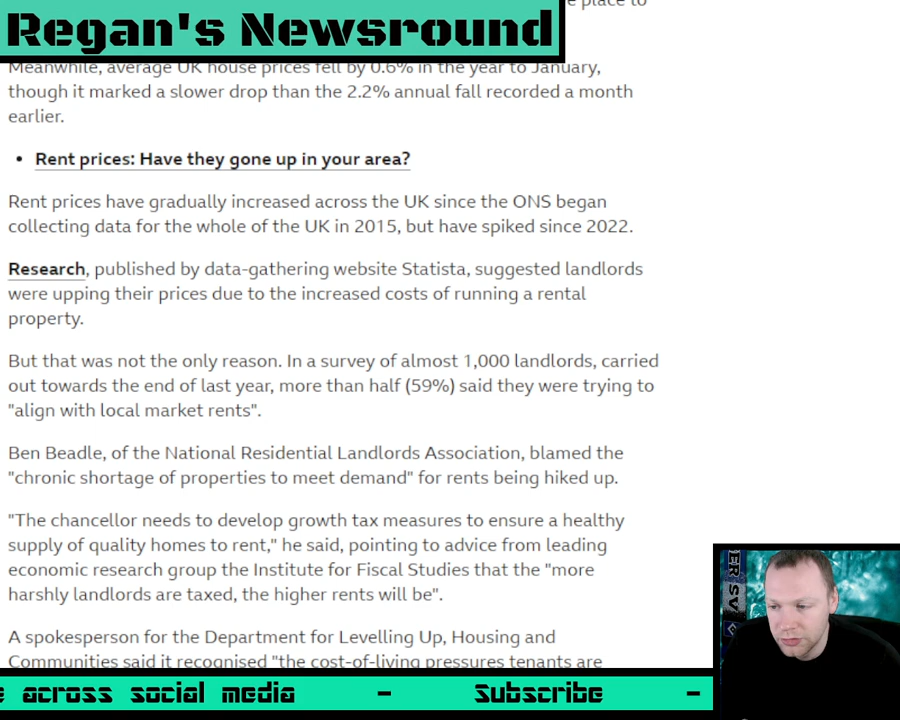 e place to
Regan's Newsround
Meanwhile, average UK house prices fell by 0.6% in the year to January,
though it marked a slower drop than the 2.2% annual fall recorded a month
earlier.
• Rent prices: Have they gone up in your area?
Rent prices have gradually increased across the UK since the ONS began
collecting data for the whole of the UK in 2015, but have spiked since 2022.
Research, published by data-gathering website Statista, suggested landlords
were upping their prices due to the increased costs of running a rental
property.
But that was not the only reason. In a survey of almost 1,000 landlords, carried
out towards the end of last year, more than half (59%) said they were trying to
"align with local market rents".
Ben Beadle, of the National Residential Landlords Association, blamed the
"chronic shortage of properties to meet demand" for rents being hiked up.
"The chancellor needs to develop growth tax measures to ensure a healthy
supply of quality homes to rent," he said, pointing to advice from leading
economic research group the Institute for Fiscal Studies that the "more
harshly landlords are taxed, the higher rents will be".
A spokesperson for the Department for Levelling Up, Housing and
Communities said it recognised "the cost-of-living pressures tenants are
e across social media - Subscribe -